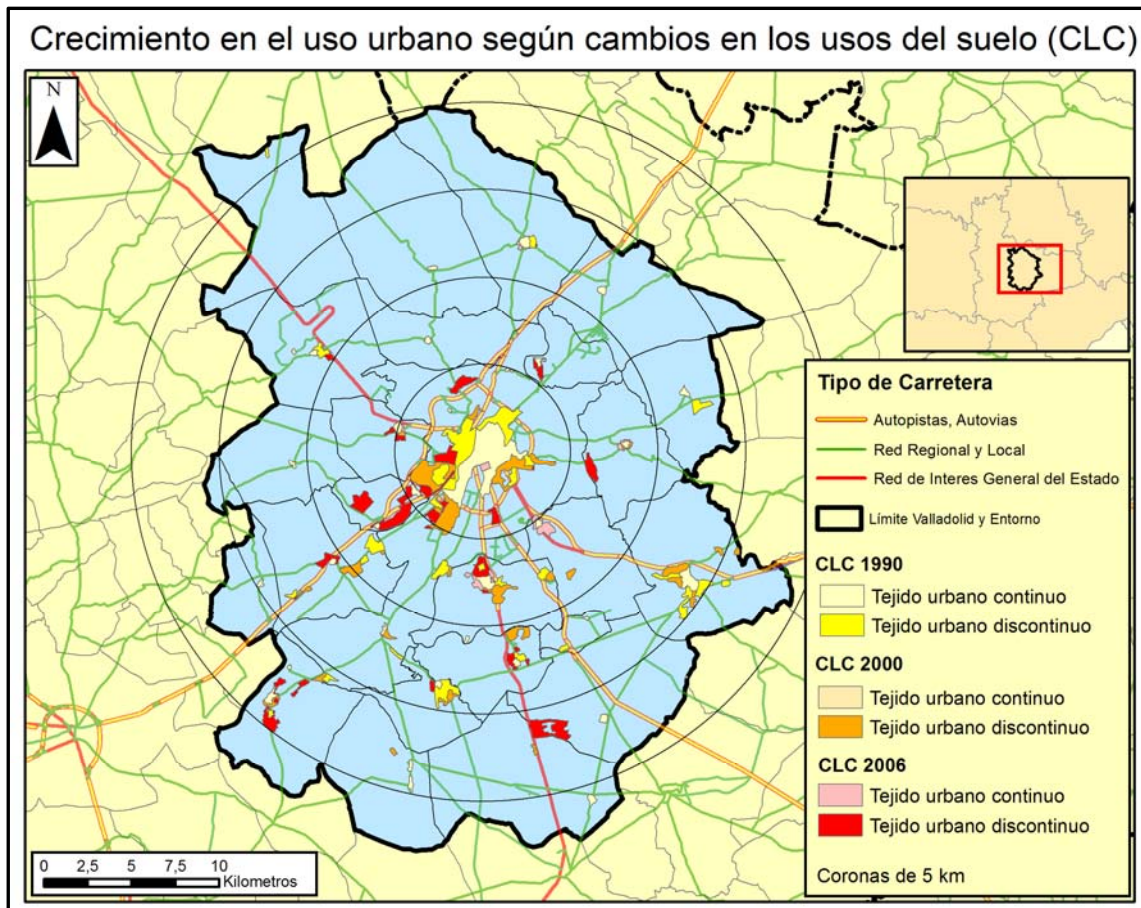 Crecimiento en el uso urbano según cambios en los usos del suelo (CLC)
N
Tipo de Carretera
Autopistas, Autovias
Red Regional y Local
Red de Interes General del Estado
Límite Valladolid y Entorno
CLC 1990
Tejido urbano continuo
Tejido urbano discontinuo
CLC 2000
Tejido urbano continuo
Tejido urbano discontinuo
CLC 2006
Tejido urbano continuo
Tejido urbano discontinuo
Coronas de 5 km
0 2,5 5 7,5 10
Kilometros